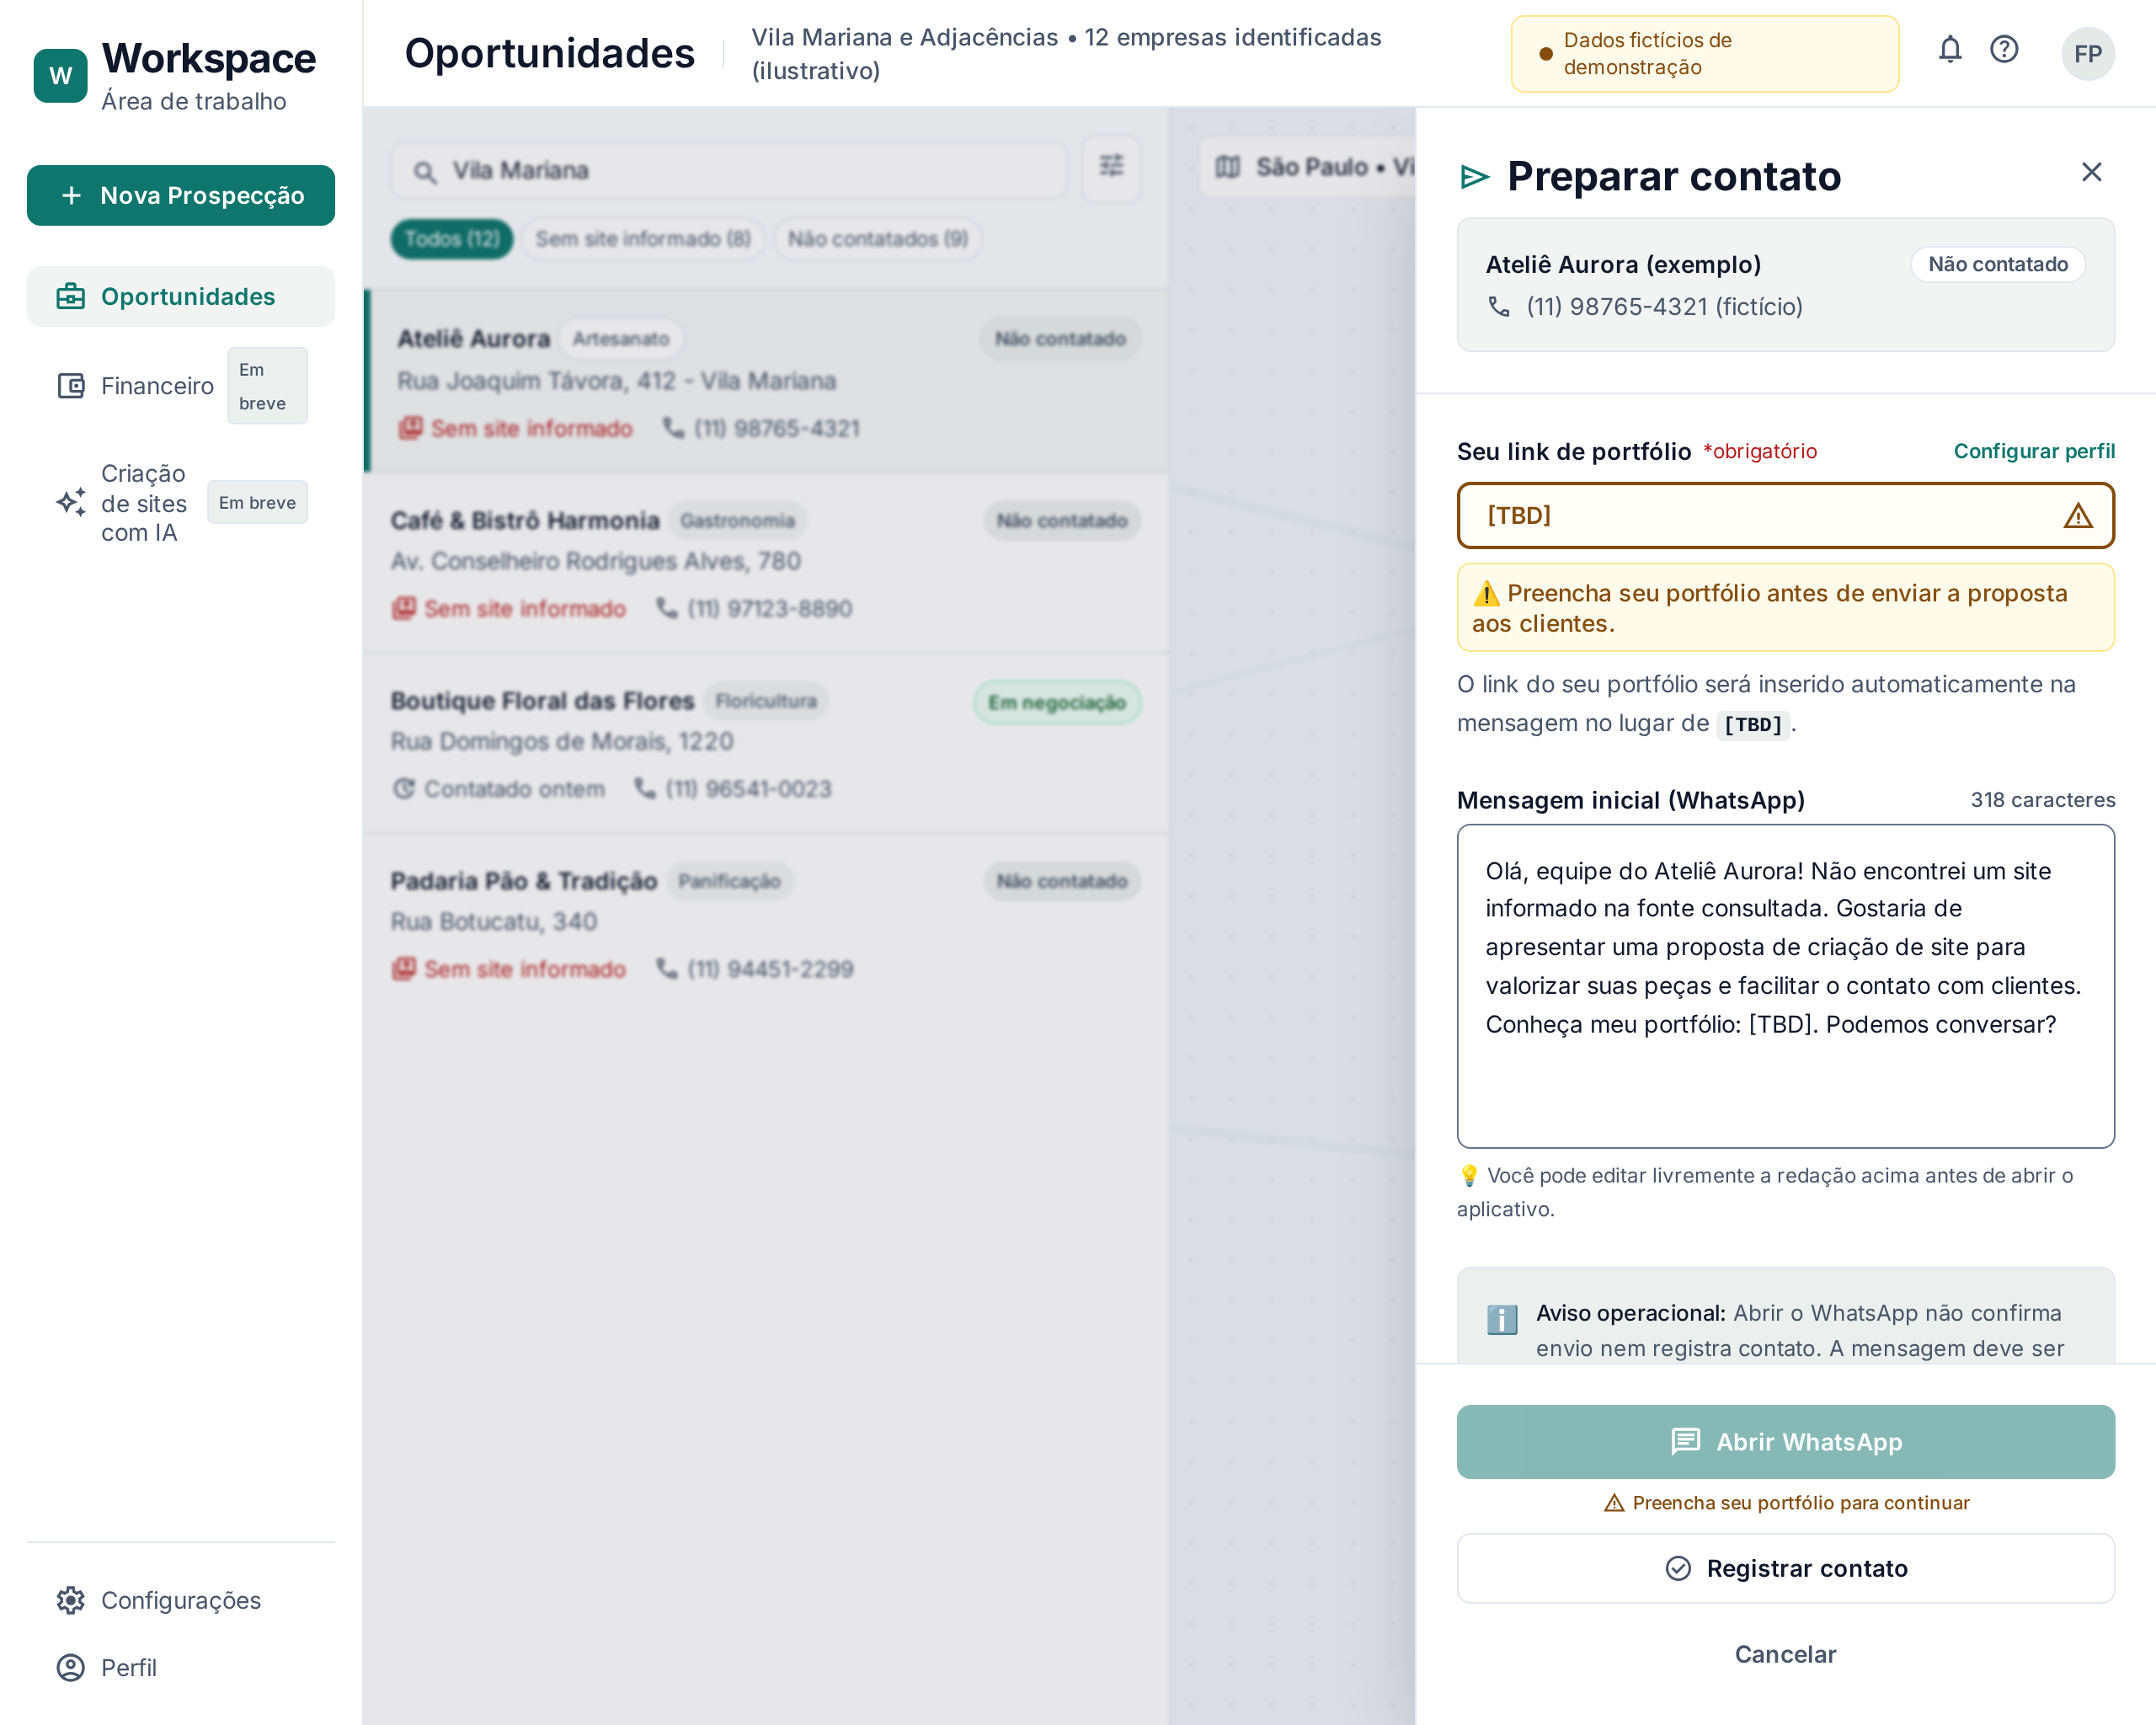 W
Workspace
Área de trabalho
Nova Prospecção
Oportunidades
Financeiro
Em
breve
Criação
de sites
com IA
Em breve
Configurações
Perfil
Oportunidades
Vila Mariana e Adjacências • 12 empresas identificadas
(ilustrativo)
Dados fictícios de
demonstração
FP
Vila Mariana
Todos (12)
Sem site informado (8)
Não contatados (9)
Ateliê Aurora
Artesanato
Não contatado
Rua Joaquim Távora, 412 - Vila Mariana
Sem site informado
(11) 98765-4321
Café & Bistrô Harmonia
Gastronomia
Não contatado
Av. Conselheiro Rodrigues Alves, 780
Sem site informado
(11) 97123-8890
Boutique Floral das Flores
Floricultura
Em negociação
Rua Domingos de Morais, 1220
Contatado ontem
(11) 96541-0023
Padaria Pão & Tradição
Panificação
Não contatado
Rua Botucatu, 340
Sem site informado
(11) 94451-2299
São Paulo • Vi
Preparar contato
Ateliê Aurora (exemplo)
Não contatado
(11) 98765-4321 (fictício)
Seu link de portfólio *obrigatório
Configurar perfil
[TBD]
⚠️ Preencha seu portfólio antes de enviar a proposta
aos clientes.
O link do seu portfólio será inserido automaticamente na
mensagem no lugar de [TBD].
Mensagem inicial (WhatsApp)
318 caracteres
Olá, equipe do Ateliê Aurora! Não encontrei um site
informado na fonte consultada. Gostaria de
apresentar uma proposta de criação de site para
valorizar suas peças e facilitar o contato com clientes.
Conheça meu portfólio: [TBD]. Podemos conversar?
💡 Você pode editar livremente a redação acima antes de abrir o
aplicativo.
ℹ️ Aviso operacional: Abrir o WhatsApp não confirma
envio nem registra contato. A mensagem deve ser
Abrir WhatsApp
Preencha seu portfólio para continuar
Registrar contato
Cancelar